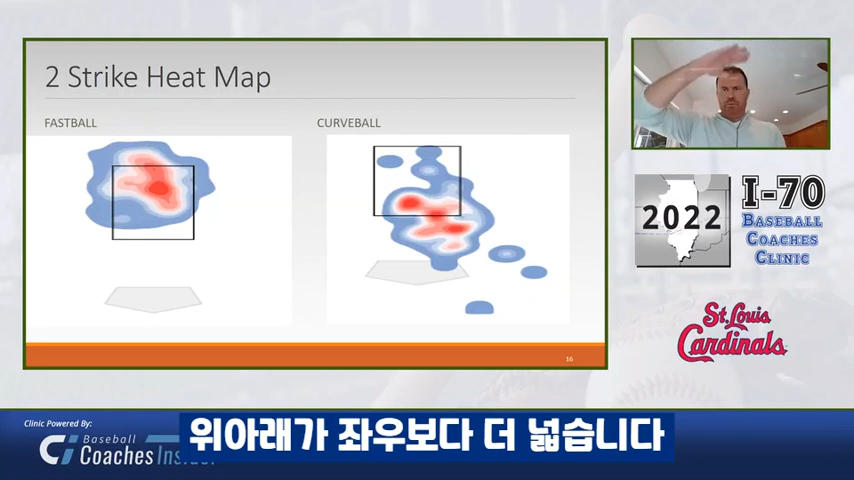 2 Strike Heat Map
FASTBALL
CURVEBALL
16
2022
I-70
BASEBALL
COACHES
CLINIC
St. Louis
Cardinals
Clinic Powered By:
Baseball
Coaches
위아래가 좌우보다 더 넓습니다